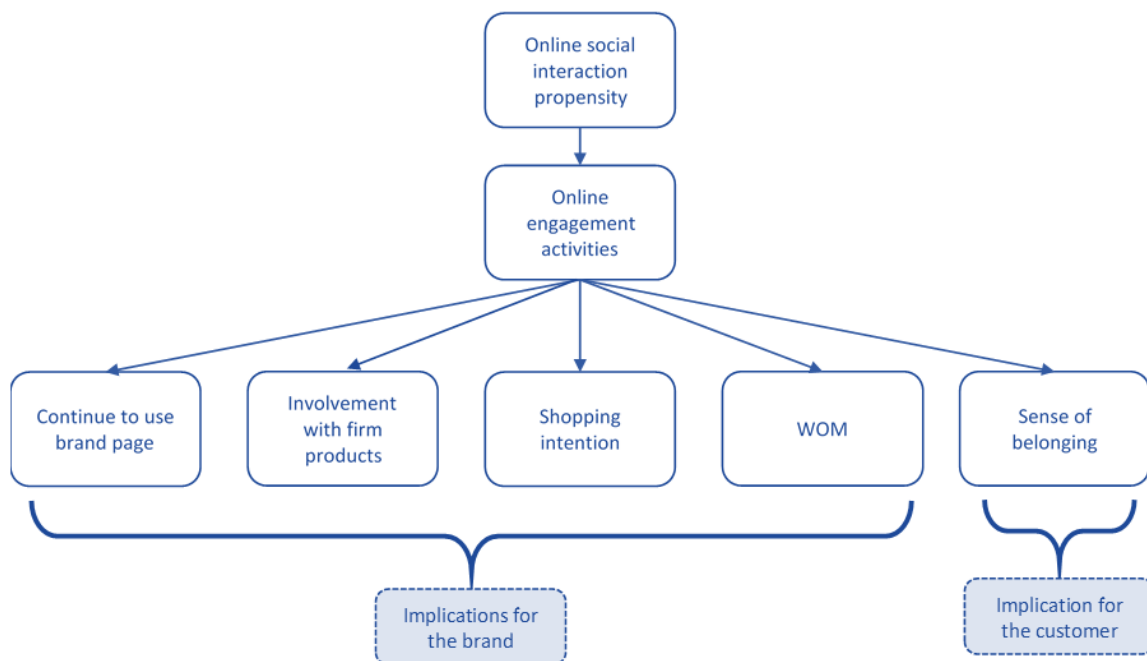 Online social
interaction
propensity
Online
engagement
activities
Continue to use
brand page
Involvement
with firm
products
Shopping
intention
WOM
Sense of
belonging
Implications for
the brand
Implication for
the customer